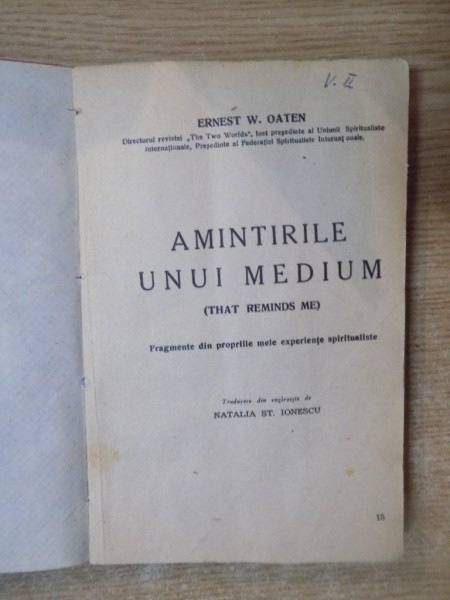 V. II
ERNEST W. OATEN
Directorul revistei „The Two Worlds", fost președinte al Uniunii Spiritualiste
internaționale, Președinte al Federației Spiritualiste Internaț onale.
AMINTIRILE
UNUI MEDIUM
(THAT REMINDS ME)
Fragmente din propriile mele experiențe spiritualiste
Traducere din englezește de
NATALIA ST. IONESCU
15